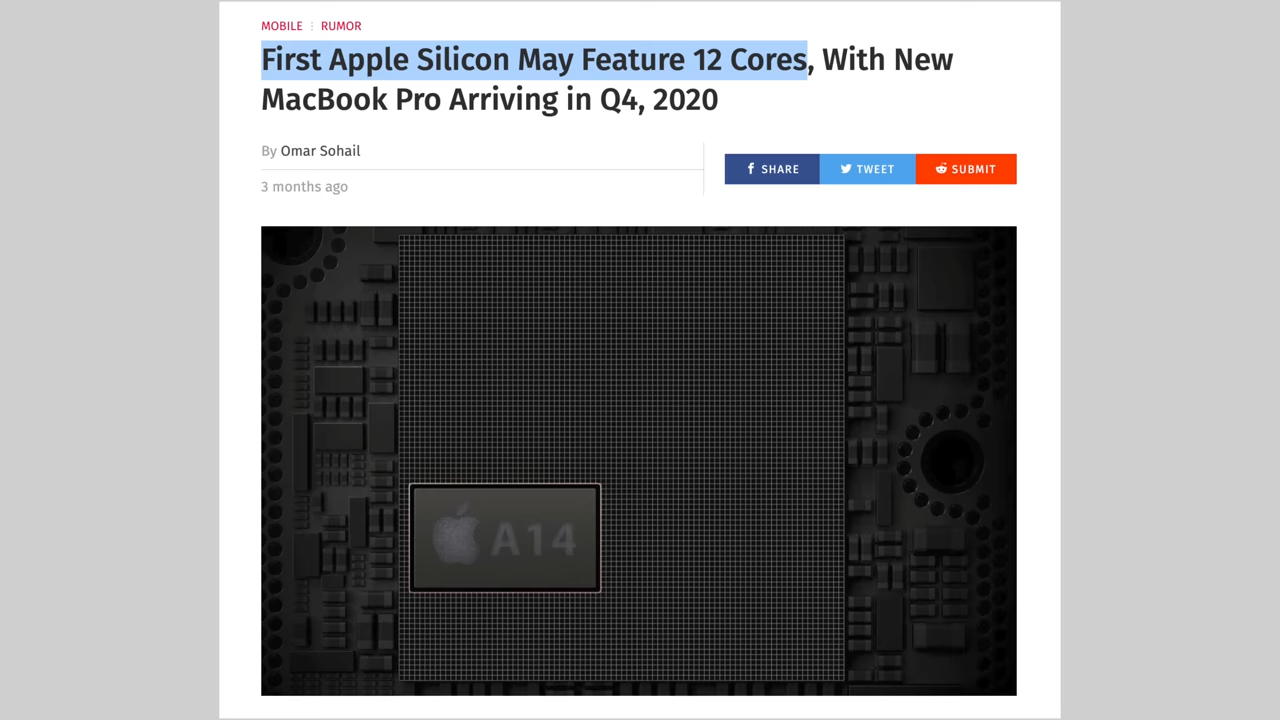 MOBILE ⋮ RUMOR
First Apple Silicon May Feature 12 Cores, With New
MacBook Pro Arriving in Q4, 2020
By Omar Sohail
3 months ago
SHARE TWEET SUBMIT
A14